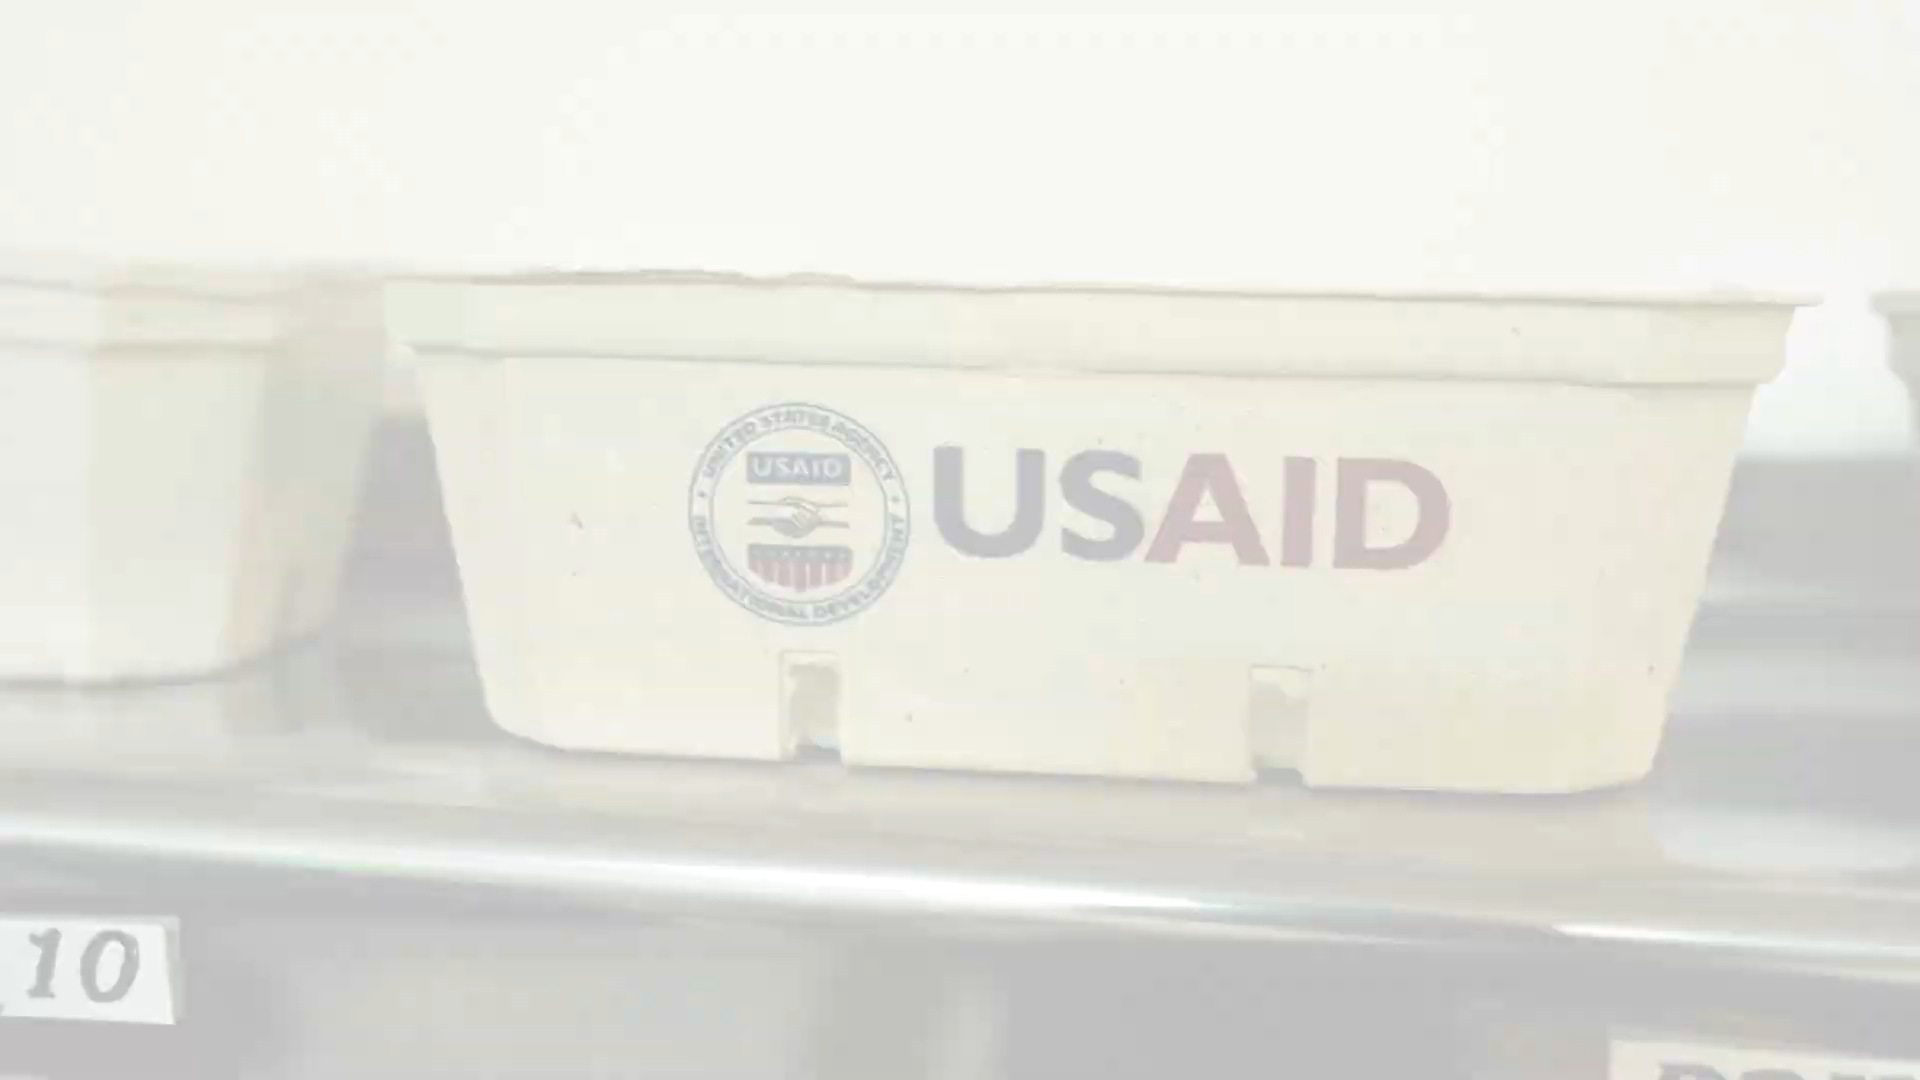 UNITED STATES AGENCY
USAID
INTERNATIONAL DEVELOPMENT
USAID
10